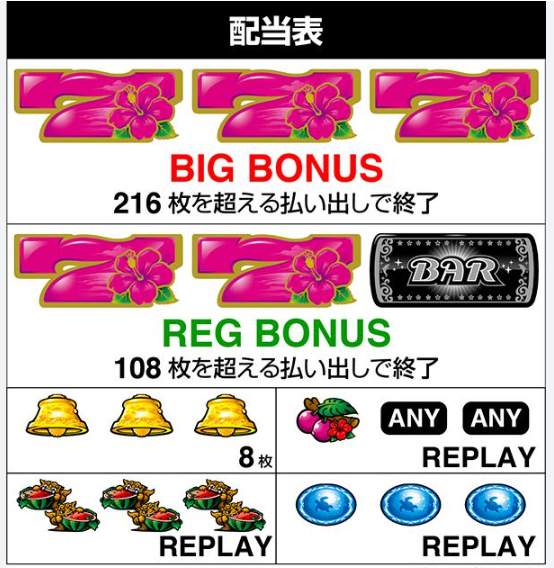 配当表
777
BIG BONUS
216 枚を超える払い出しで終了
77 BAR
REG BONUS
108 枚を超える払い出しで終了
8枚
ANY ANY
REPLAY
REPLAY
REPLAY